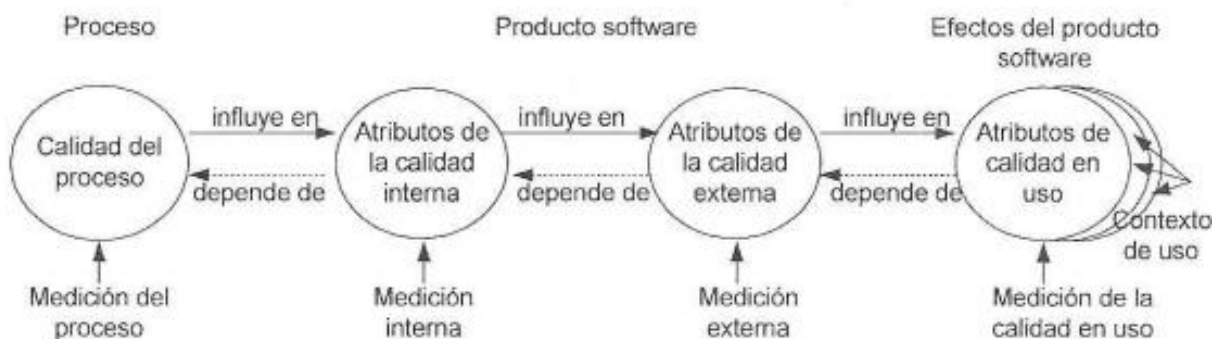 Proceso
Producto software
Efectos del producto
software
Calidad del
proceso
influye en
depende de
Atributos de
la calidad
interna
influye en
depende de
Atributos de
la calidad
externa
influye en
depende de
Atributos de
calidad en
uso
Contexto
de uso
Medición del
proceso
Medición
interna
Medición
externa
Medición de la
calidad en uso